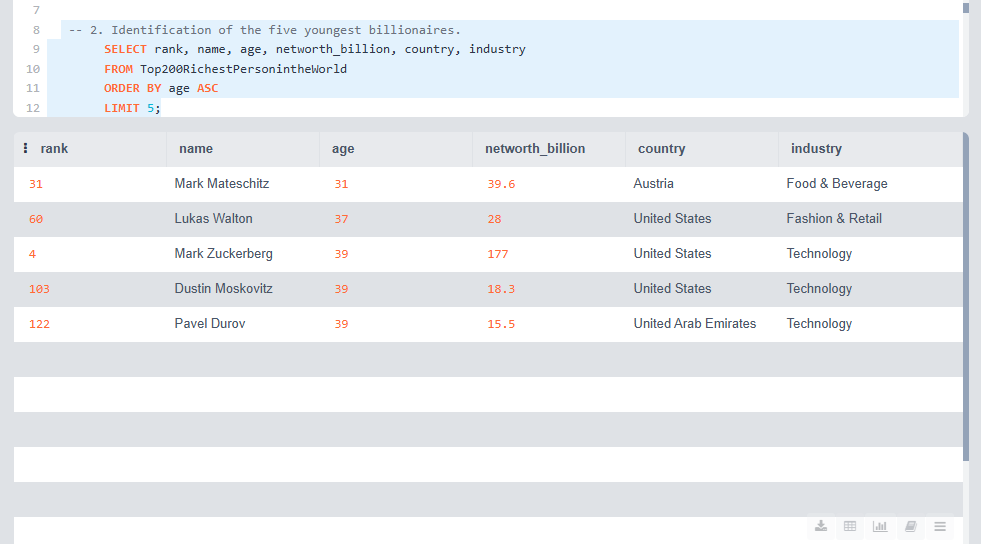 7
8 -- 2. Identification of the five youngest billionaires.
9 SELECT rank, name, age, networth_billion, country, industry
10 FROM Top200RichestPersonintheWorld
11 ORDER BY age ASC
12 LIMIT 5;
rank name age networth_billion country industry
31 Mark Mateschitz 31 39.6 Austria Food & Beverage
60 Lukas Walton 37 28 United States Fashion & Retail
4 Mark Zuckerberg 39 177 United States Technology
103 Dustin Moskovitz 39 18.3 United States Technology
122 Pavel Durov 39 15.5 United Arab Emirates Technology